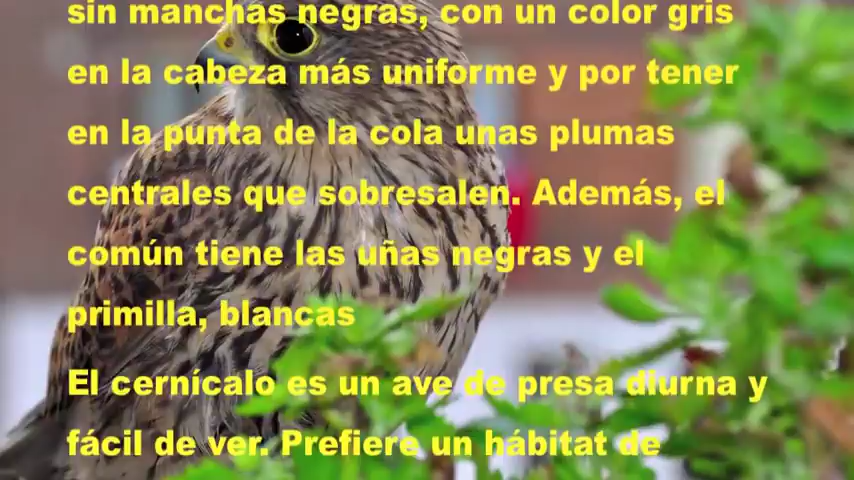 sin manchas negras, con un color gris
en la cabeza más uniforme y por tener
en la punta de la cola unas plumas
centrales que sobresalen. Además, el
común tiene las uñas negras y el
primilla, blancas
El cernícalo es un ave de presa diurna y
fácil de ver. Prefiere un hábitat de